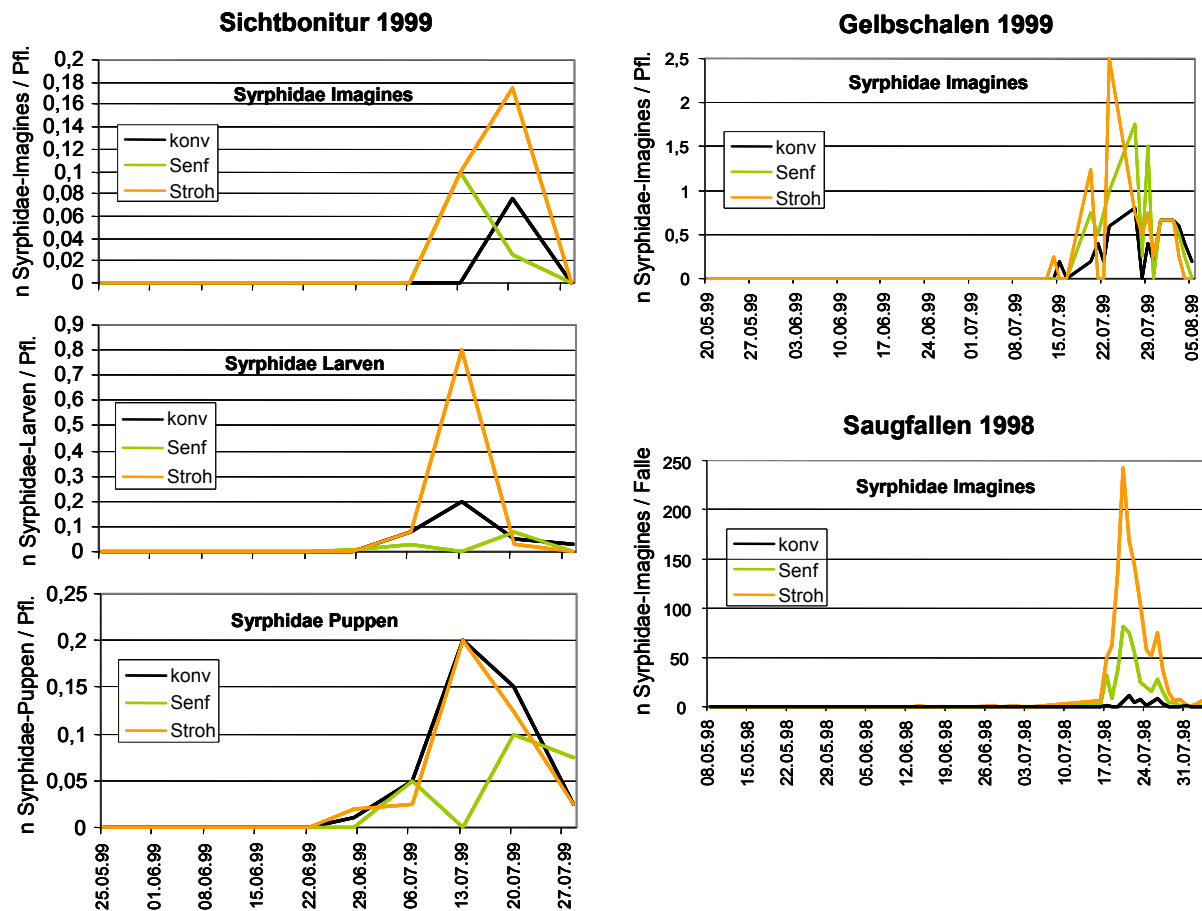 Sichtbonitur 1999
n Syrphidae-Imagines / Pfl.
0,2
0,18
0,16
0,14
0,12
0,1
0,08
0,06
0,04
0,02
0
Syrphidae Imagines
konv
Senf
Stroh
n Syrphidae-Larven / Pfl.
0,9
0,8
0,7
0,6
0,5
0,4
0,3
0,2
0,1
0
Syrphidae Larven
konv
Senf
Stroh
n Syrphidae-Puppen / Pfl.
0,25
0,2
0,15
0,1
0,05
0
Syrphidae Puppen
konv
Senf
Stroh
25.05.99
01.06.99
08.06.99
15.06.99
22.06.99
29.06.99
06.07.99
13.07.99
20.07.99
27.07.99
Gelbschalen 1999
n Syrphidae-Imagines / Pfl.
2,5
2
1,5
1
0,5
0
Syrphidae Imagines
konv
Senf
Stroh
20.05.99
27.05.99
03.06.99
10.06.99
17.06.99
24.06.99
01.07.99
08.07.99
15.07.99
22.07.99
29.07.99
05.08.99
Saugfallen 1998
n Syrphidae-Imagines / Falle
250
200
150
100
50
0
Syrphidae Imagines
konv
Senf
Stroh
08.05.98
15.05.98
22.05.98
29.05.98
05.06.98
12.06.98
19.06.98
26.06.98
03.07.98
10.07.98
17.07.98
24.07.98
31.07.98